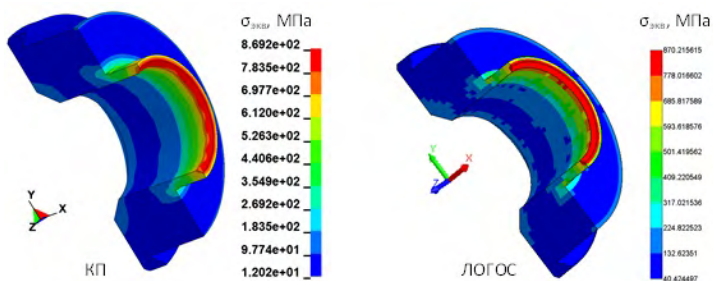 σэкв, МПа
8.692e+02
7.835e+02
6.977e+02
6.120e+02
5.263e+02
4.406e+02
3.549e+02
2.692e+02
1.835e+02
9.774e+01
1.202e+01
Y
X
Z
КП
σэкв, МПа
870.215615
778.016602
685.817589
593.618576
501.419562
409.220549
317.021536
224.822523
132.62351
40.424497
Y
X
Z
ЛОГОС